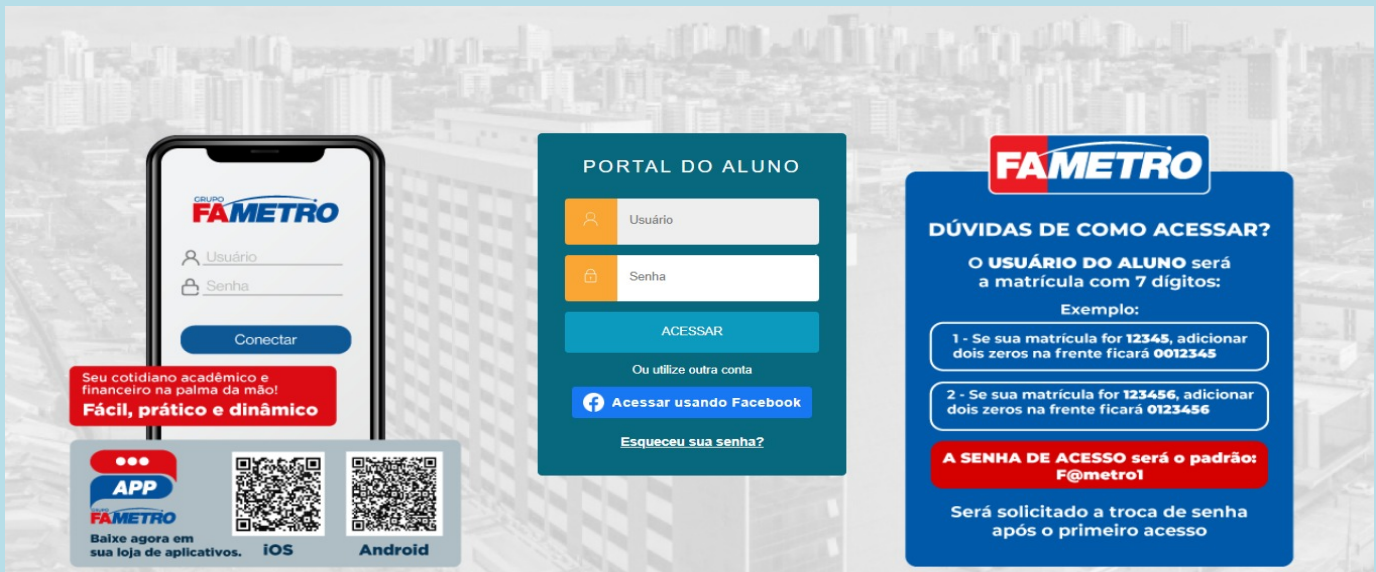 GRUPO
FAMETRO
Usuário
Senha
Conectar
Seu cotidiano acadêmico e
financeiro na palma da mão!
Fácil, prático e dinâmico
APP
GRUPO
FAMETRO
Baixe agora em
sua loja de aplicativos.
iOS
Android
PORTAL DO ALUNO
Usuário
Senha
ACESSAR
Ou utilize outra conta
Acessar usando Facebook
Esqueceu sua senha?
FAMETRO
DÚVIDAS DE COMO ACESSAR?
O USUÁRIO DO ALUNO será
a matrícula com 7 dígitos:
Exemplo:
1 - Se sua matrícula for 12345, adicionar
dois zeros na frente ficará 0012345
2 - Se sua matrícula for 123456, adicionar
dois zeros na frente ficará 0123456
A SENHA DE ACESSO será o padrão:
F@metro1
Será solicitado a troca de senha
após o primeiro acesso